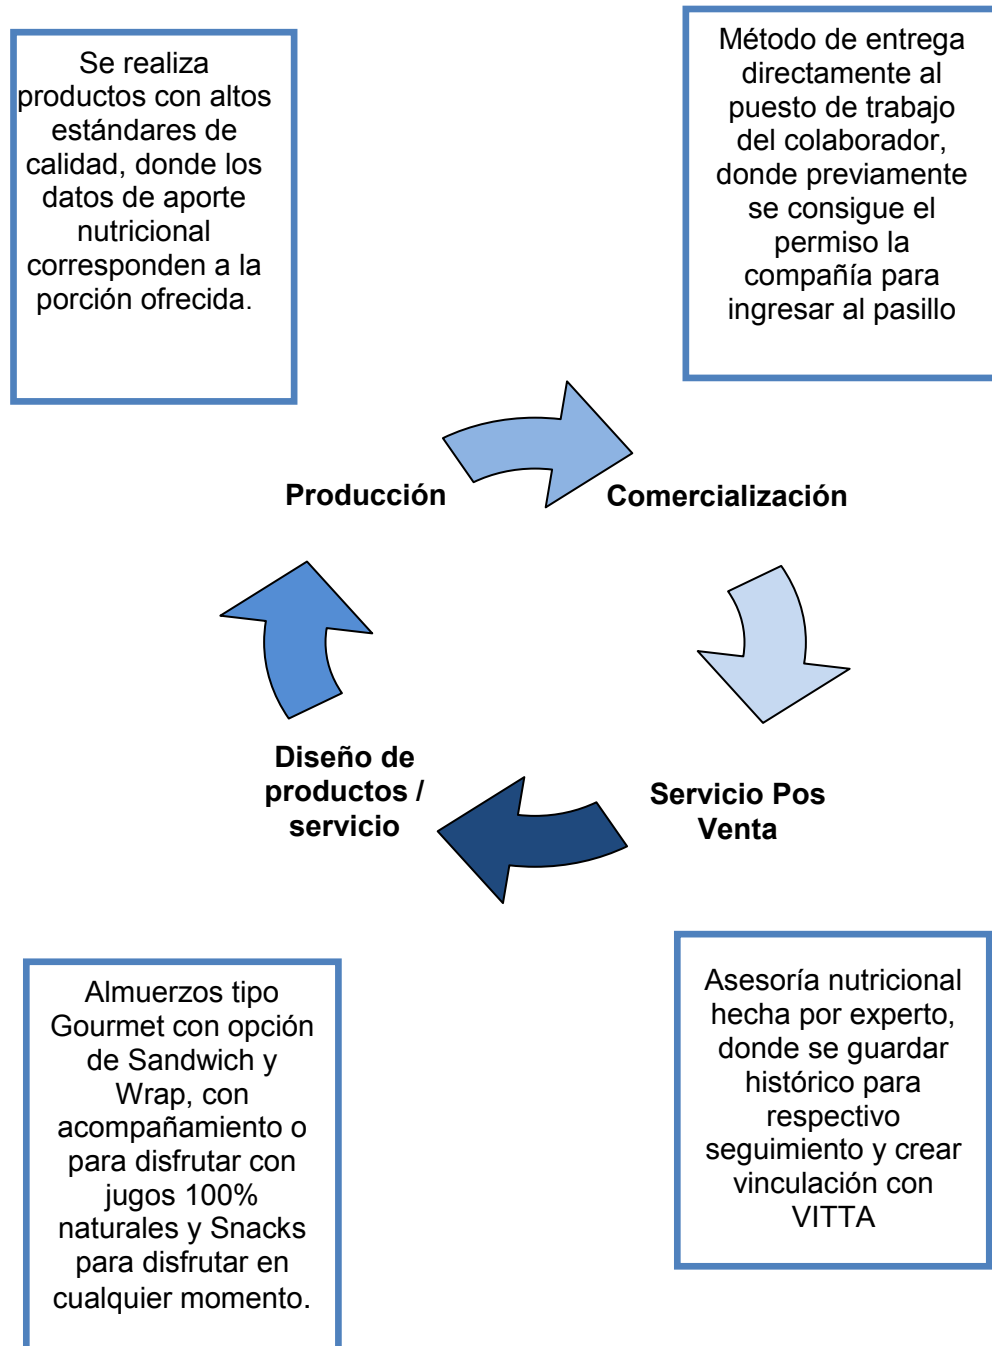 Se realiza
productos con altos
estándares de
calidad, donde los
datos de aporte
nutricional
corresponden a la
porción ofrecida.
Método de entrega
directamente al
puesto de trabajo
del colaborador,
donde previamente
se consigue el
permiso la
compañía para
ingresar al pasillo
Producción
Comercialización
Diseño de
productos /
servicio
Servicio Pos
Venta
Almuerzos tipo
Gourmet con opción
de Sandwich y
Wrap, con
acompañamiento o
para disfrutar con
jugos 100%
naturales y Snacks
para disfrutar en
cualquier momento.
Asesoría nutricional
hecha por experto,
donde se guardar
histórico para
respectivo
seguimiento y crear
vinculación con
VITTA